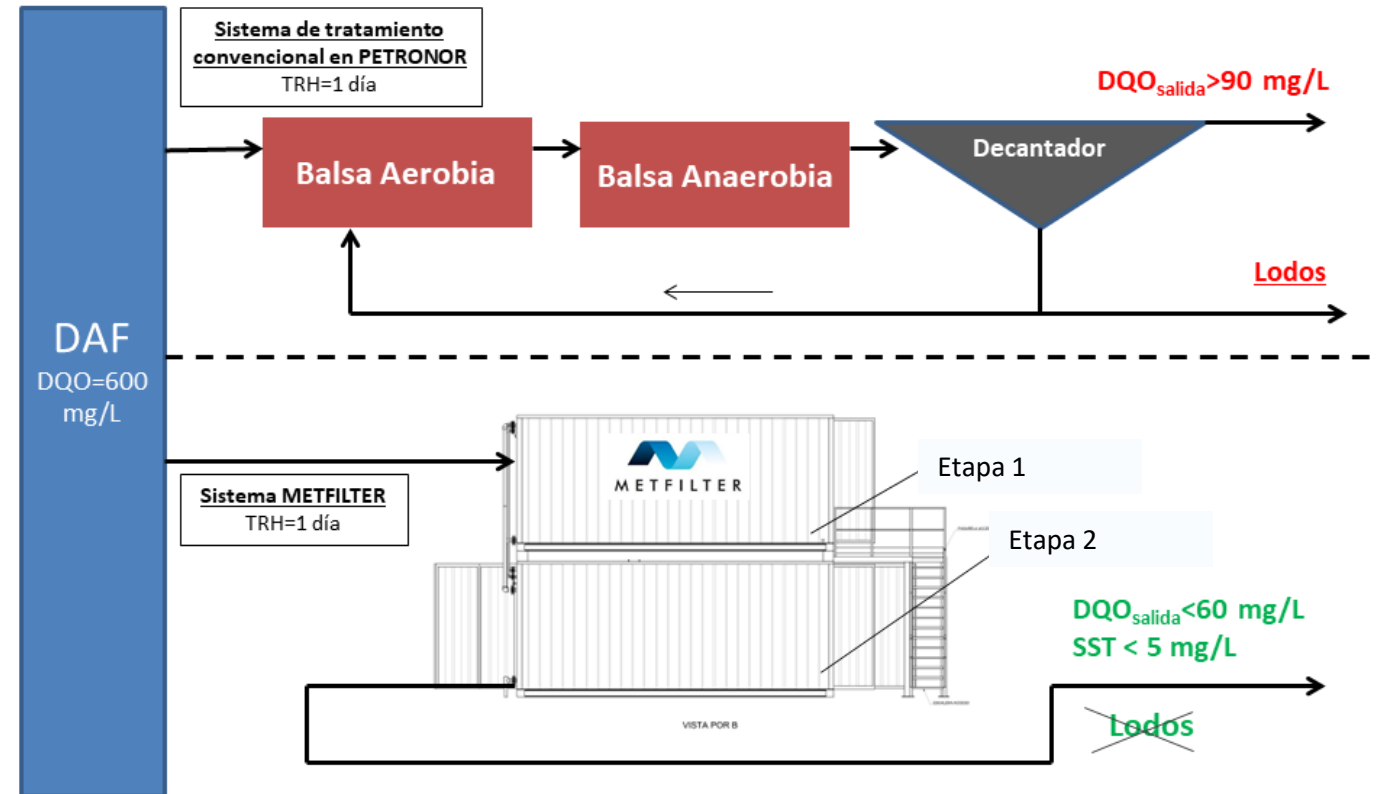 Sistema de tratamiento
convencional en PETRONOR
TRH=1 día
DQOsalida>90 mg/L
Balsa Aerobia
Balsa Anaerobia
Decantador
Lodos
DAF
DQO=600
mg/L
METFILTER
Etapa 1
Sistema METFILTER
TRH=1 día
Etapa 2
DQOsalida<60 mg/L
SST < 5 mg/L
Lodos
VISTA POR B